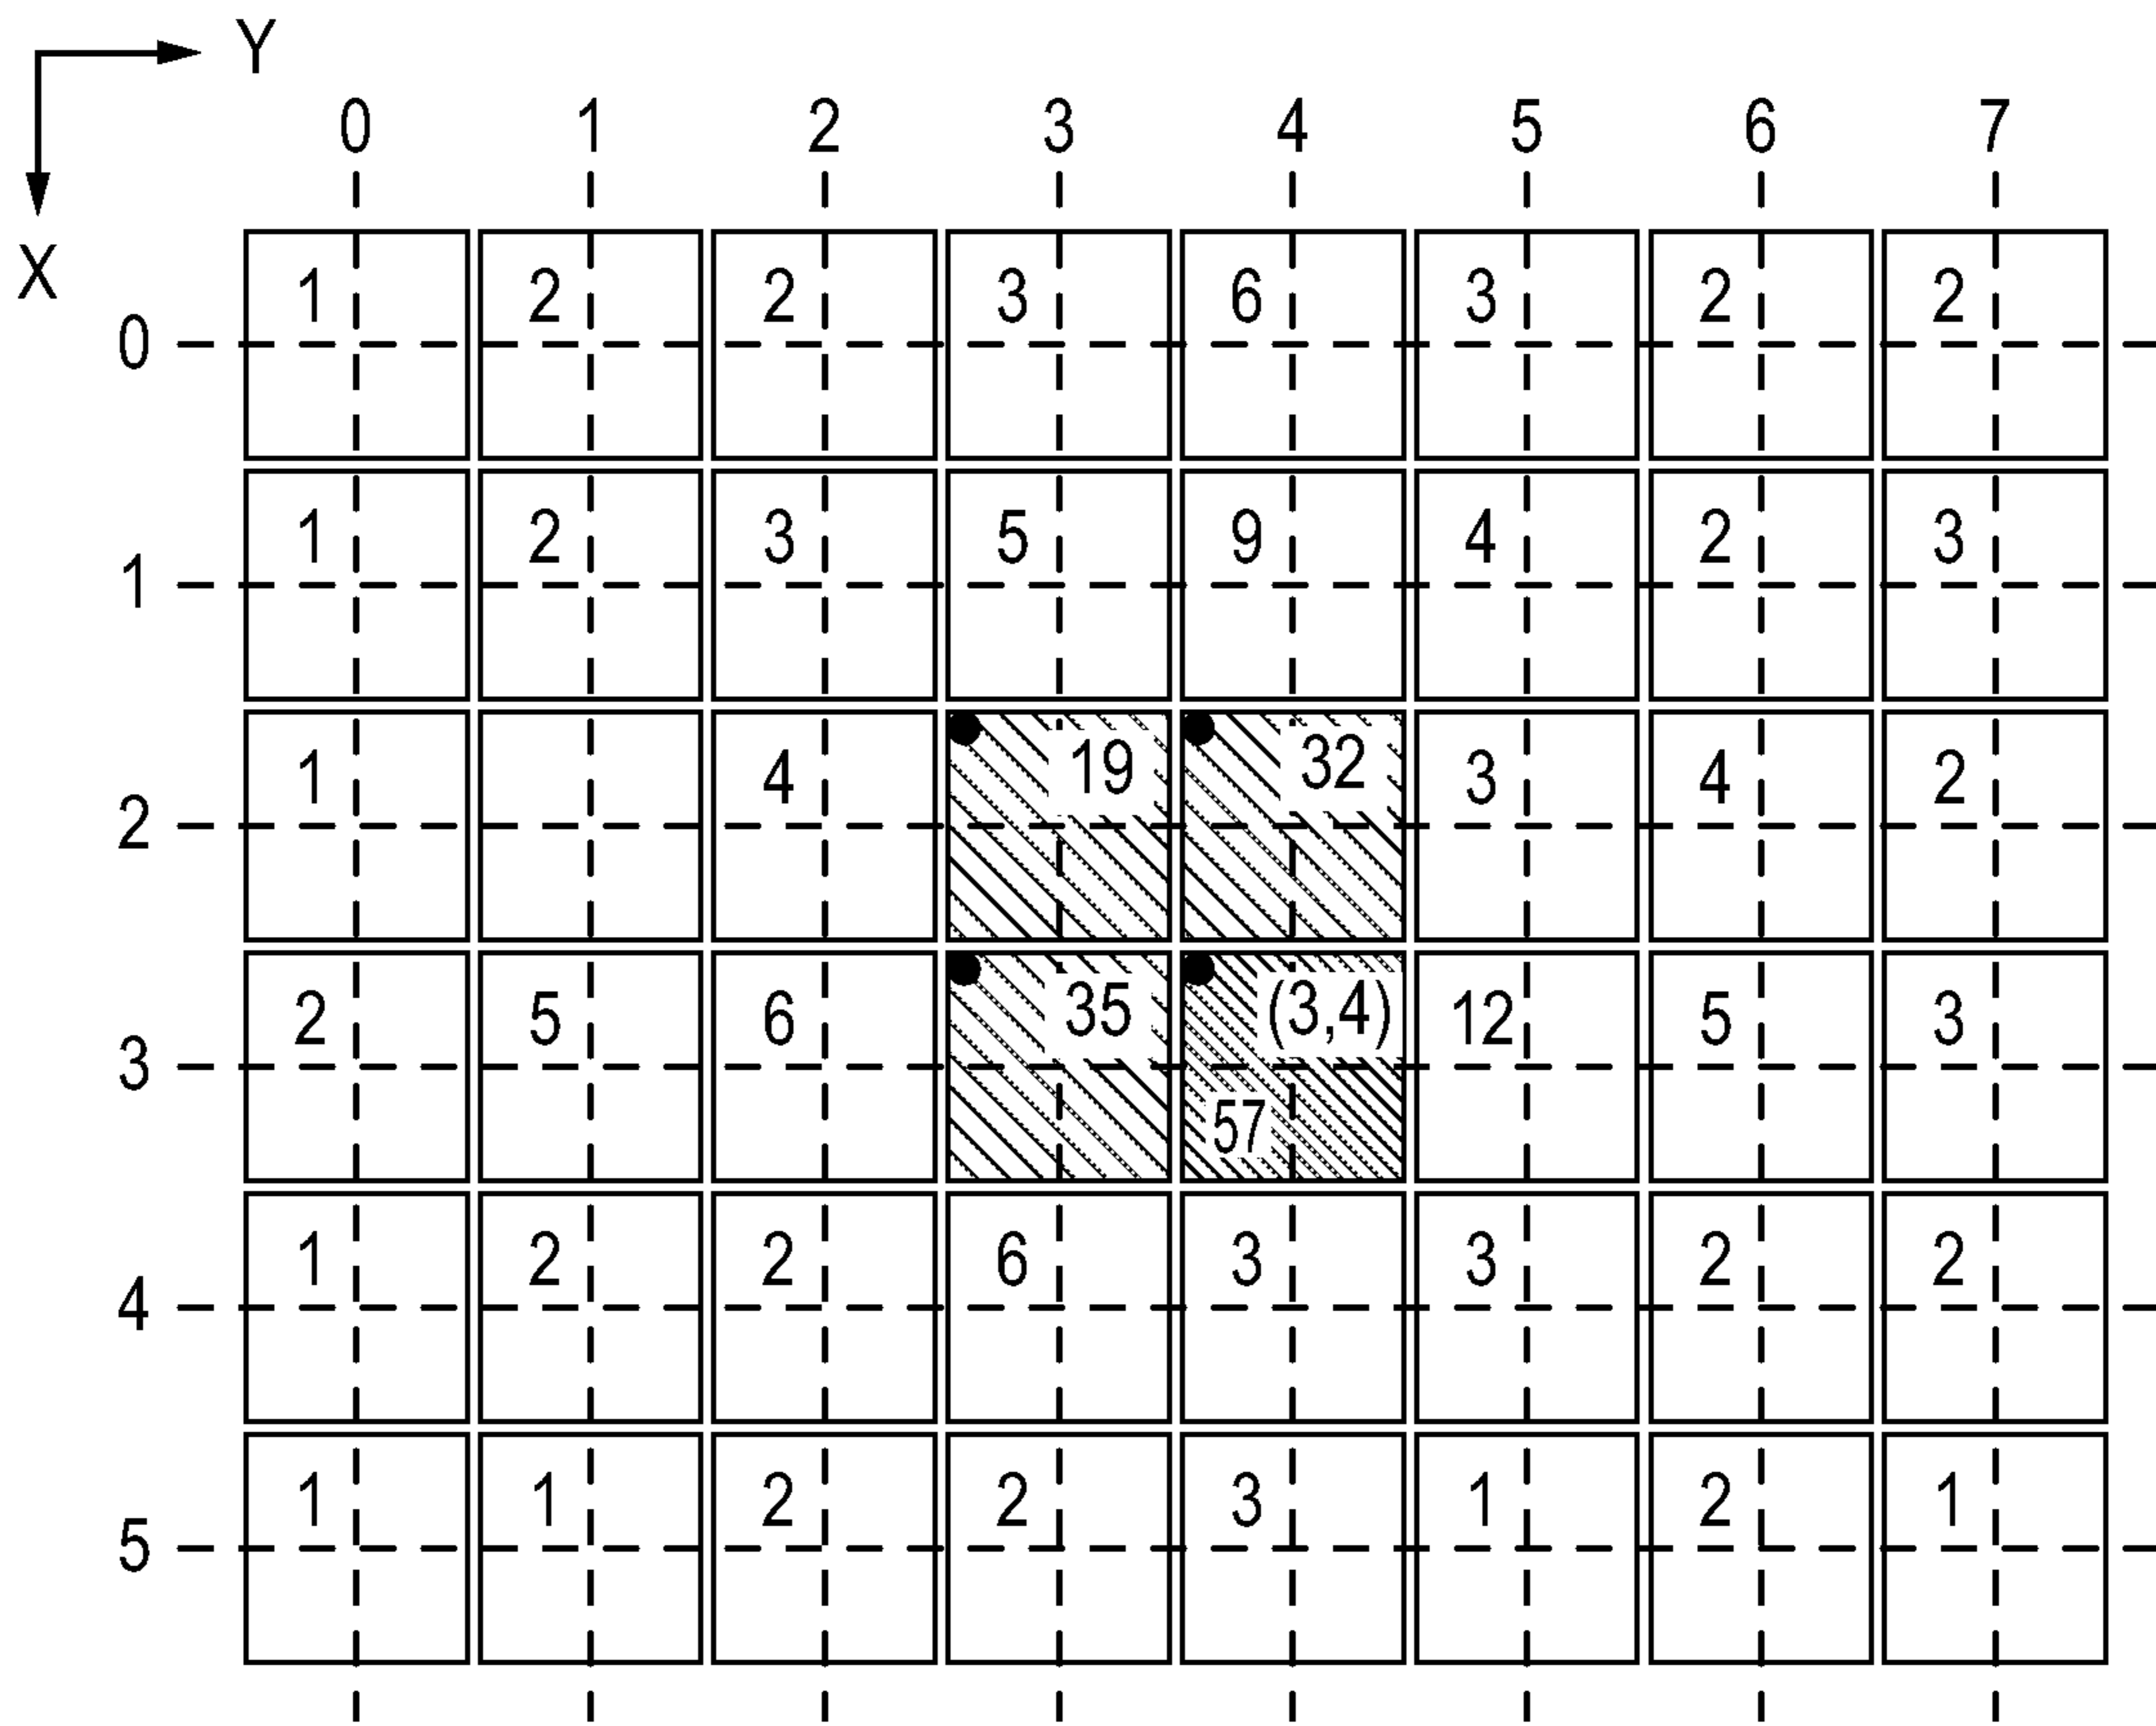 Y
X
0 1 2 3 4 5 6 7
0 1 2 2 3 6 3 2 2
1 1 2 3 5 9 4 2 3
2 1 4 19 32 3 4 2
3 2 5 6 35 (3,4) 12 5 3
57
4 1 2 2 6 3 3 2 2
5 1 1 2 2 3 1 2 1